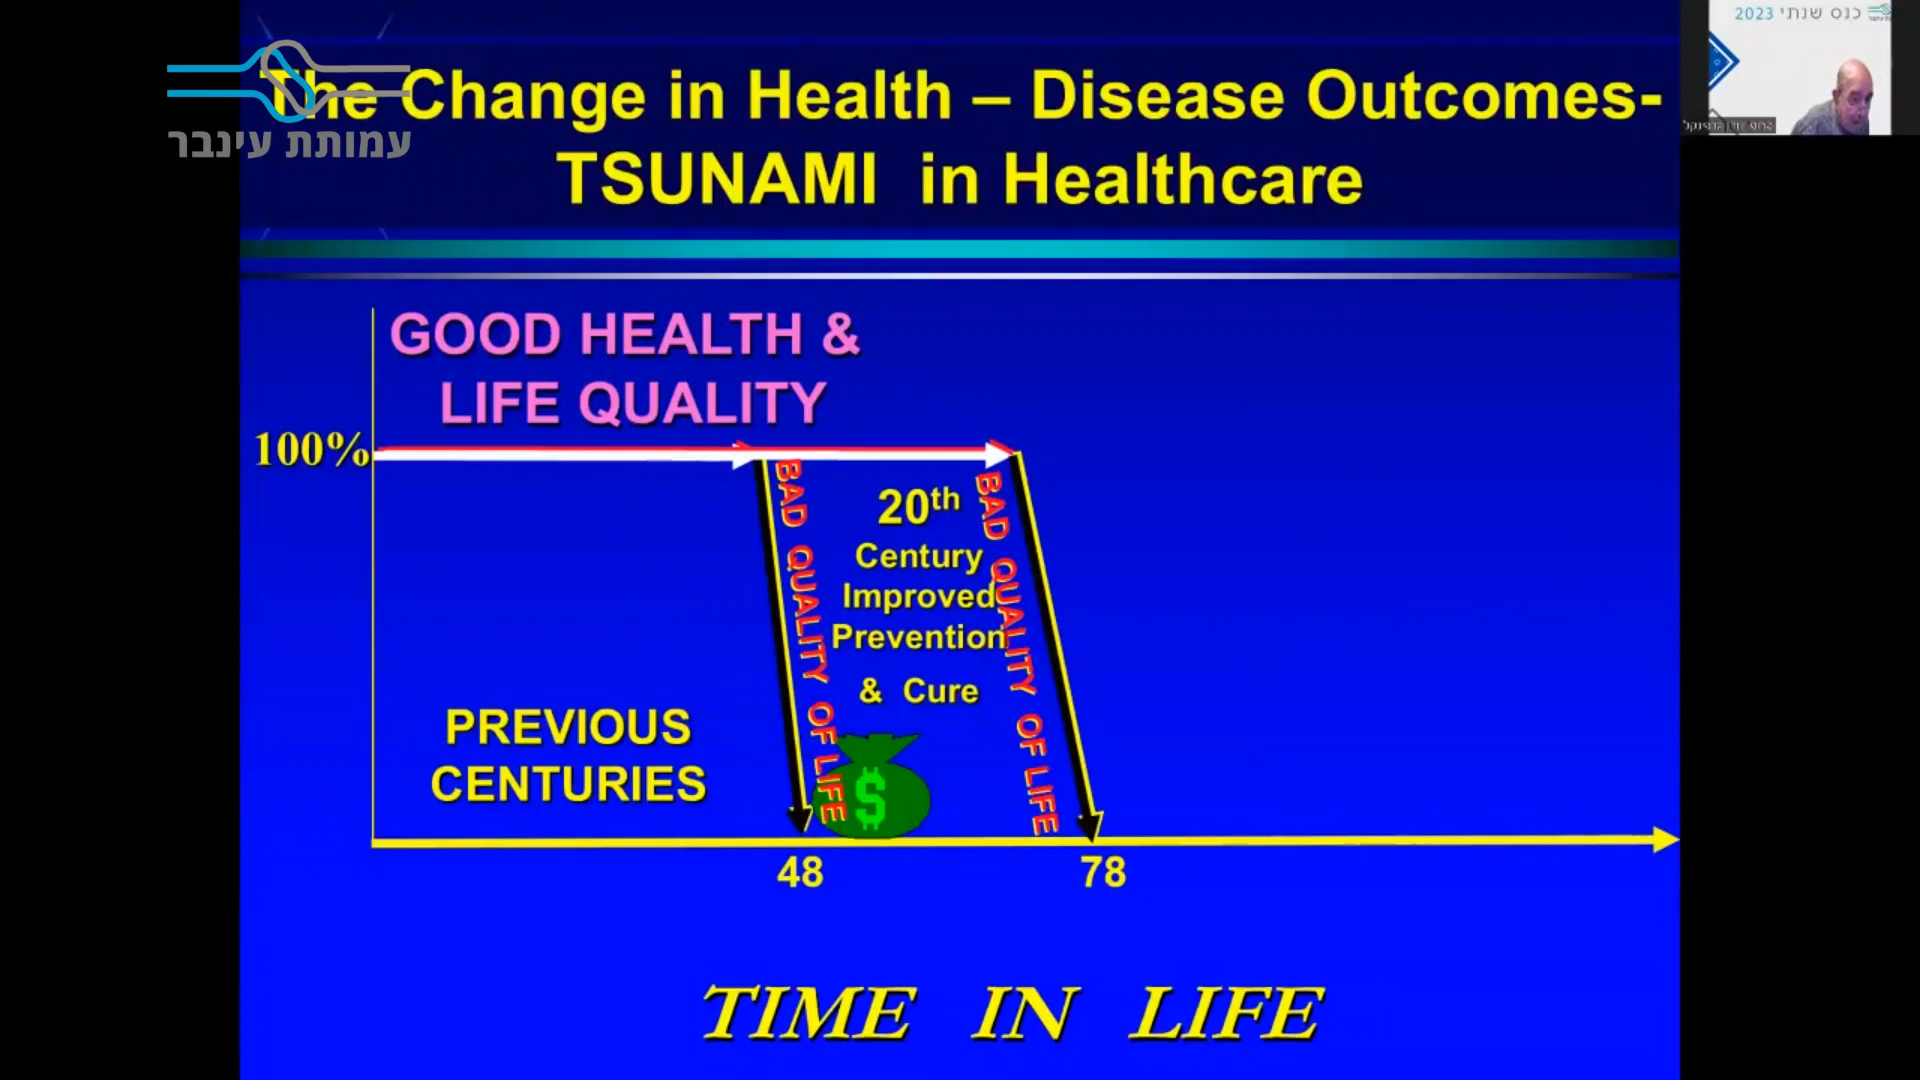 כנס שנתי 2023
עמותת עינבר
The Change in Health – Disease Outcomes-
TSUNAMI in Healthcare
GOOD HEALTH &
LIFE QUALITY
100%
BAD QUALITY OF LIFE
20th
Century
Improved
Prevention
& Cure
BAD QUALITY OF LIFE
PREVIOUS
CENTURIES
$
48
78
TIME IN LIFE